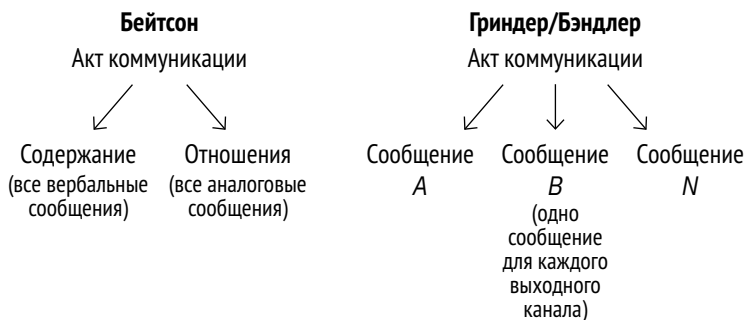 Бейтсон
Акт коммуникации
Содержание
(все вербальные
сообщения)
Отношения
(все аналоговые
сообщения)
Гриндер/Бэндлер
Акт коммуникации
Сообщение
A
Сообщение
B
(одно
сообщение
для каждого
выходного
канала)
Сообщение
N